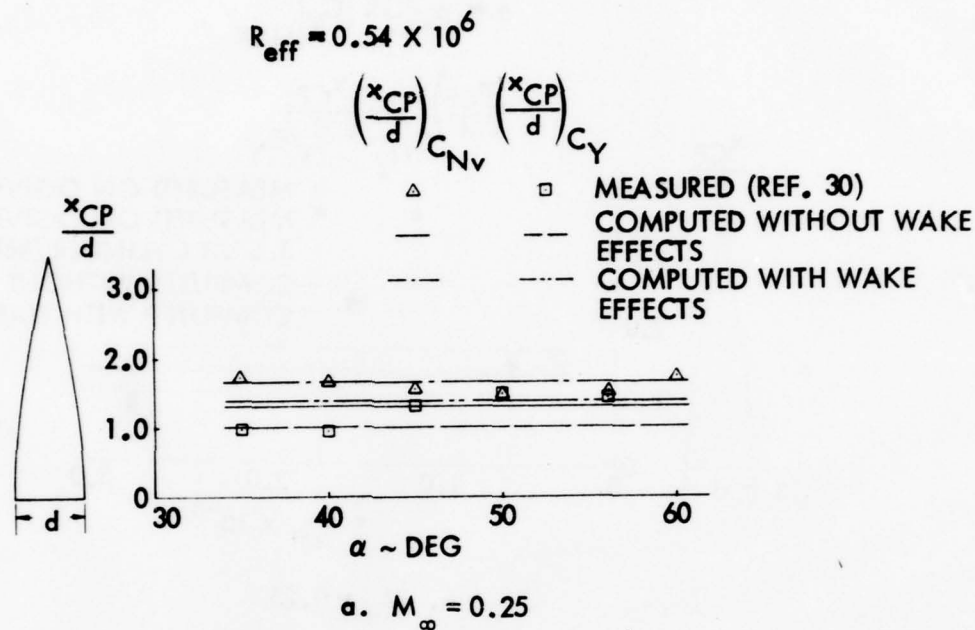 R_eff ≈ 0.54 X 10^6
(x_CP/d)_C_Nv (x_CP/d)_C_Y
MEASURED (REF. 30)
COMPUTED WITHOUT WAKE
EFFECTS
COMPUTED WITH WAKE
EFFECTS
x_CP/d
3.0
2.0
1.0
0
30 40 50 60
d
α ~ DEG
a. M_∞ = 0.25